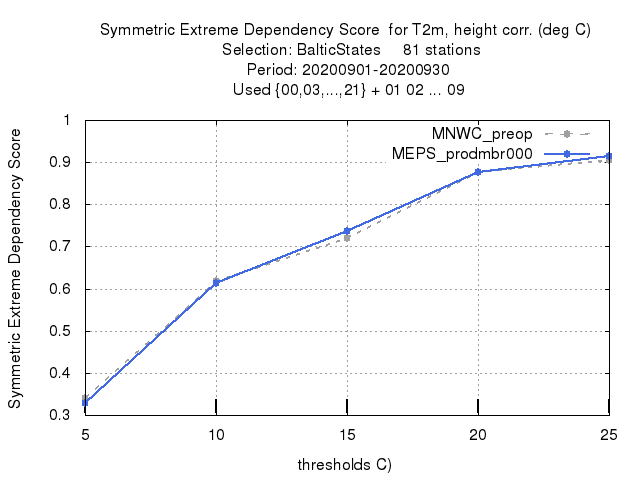 Symmetric Extreme Dependency Score  for T2m, height corr. (deg C)
Selection: BalticStates     81 stations
Period: 20200901-20200930
Used {00,03,...,21} + 01 02 ... 09
Symmetric Extreme Dependency Score
1
0.9
0.8
0.7
0.6
0.5
0.4
0.3
MNWC_preop
MEPS_prodmbr000
5 10 15 20 25
thresholds C)